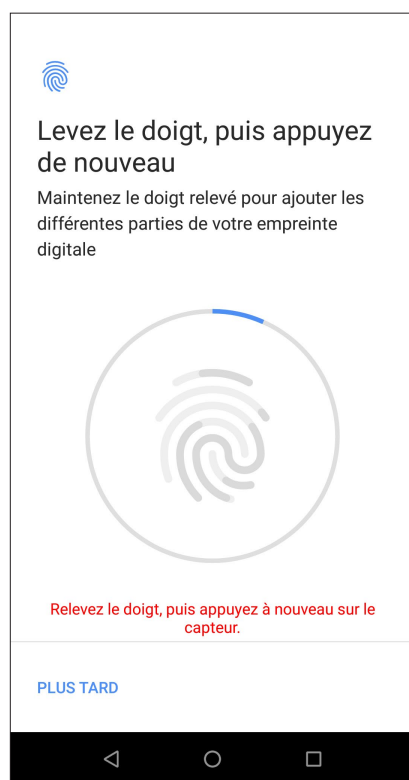 Levez le doigt, puis appuyez
de nouveau
Maintenez le doigt relevé pour ajouter les
différentes parties de votre empreinte
digitale
Relevez le doigt, puis appuyez à nouveau sur le
capteur.
PLUS TARD